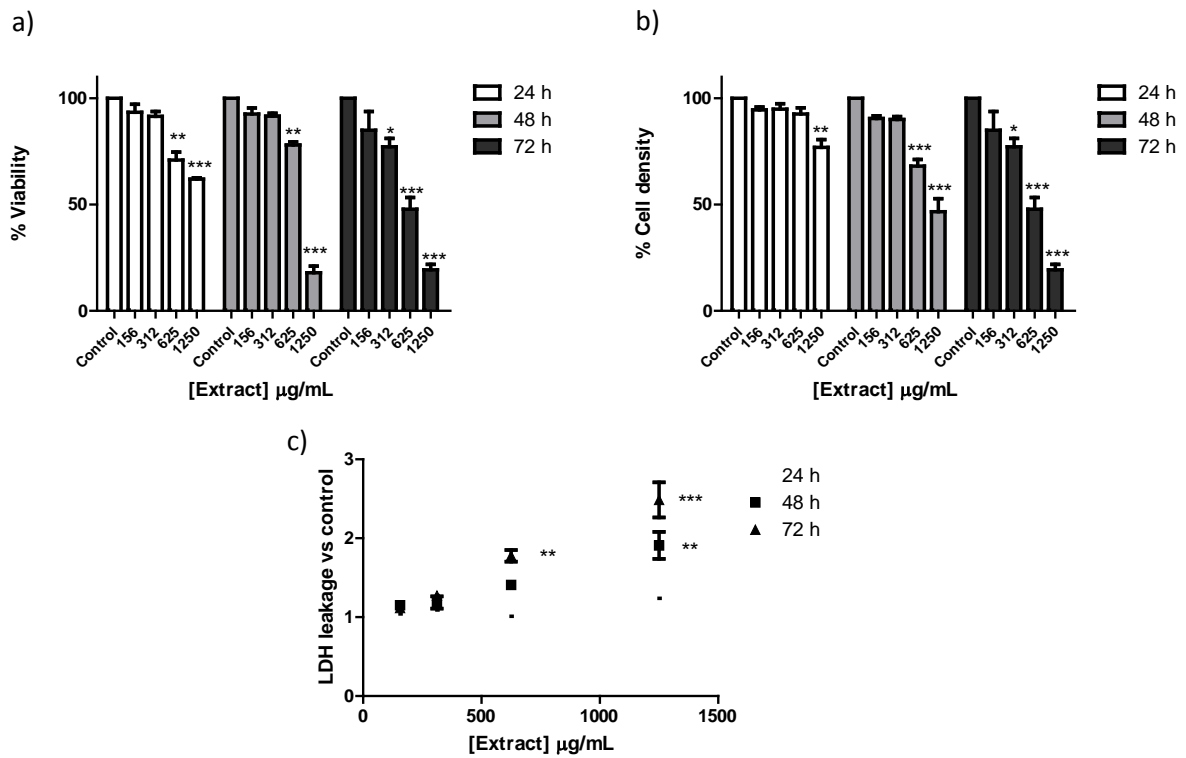 a)
24 h
48 h
72 h
% Viability
100
50
0
** *** ** *** * *** ***
Control 156 312 625 1250 Control 156 312 625 1250 Control 156 312 625 1250
[Extract] µg/mL
b)
24 h
48 h
72 h
% Cell density
100
50
0
** *** *** * *** ***
Control 156 312 625 1250 Control 156 312 625 1250 Control 156 312 625 1250
[Extract] µg/mL
c)
24 h
48 h
72 h
LDH leakage vs control
3
2
1
0
***
**
**
0 500 1000 1500
[Extract] µg/mL